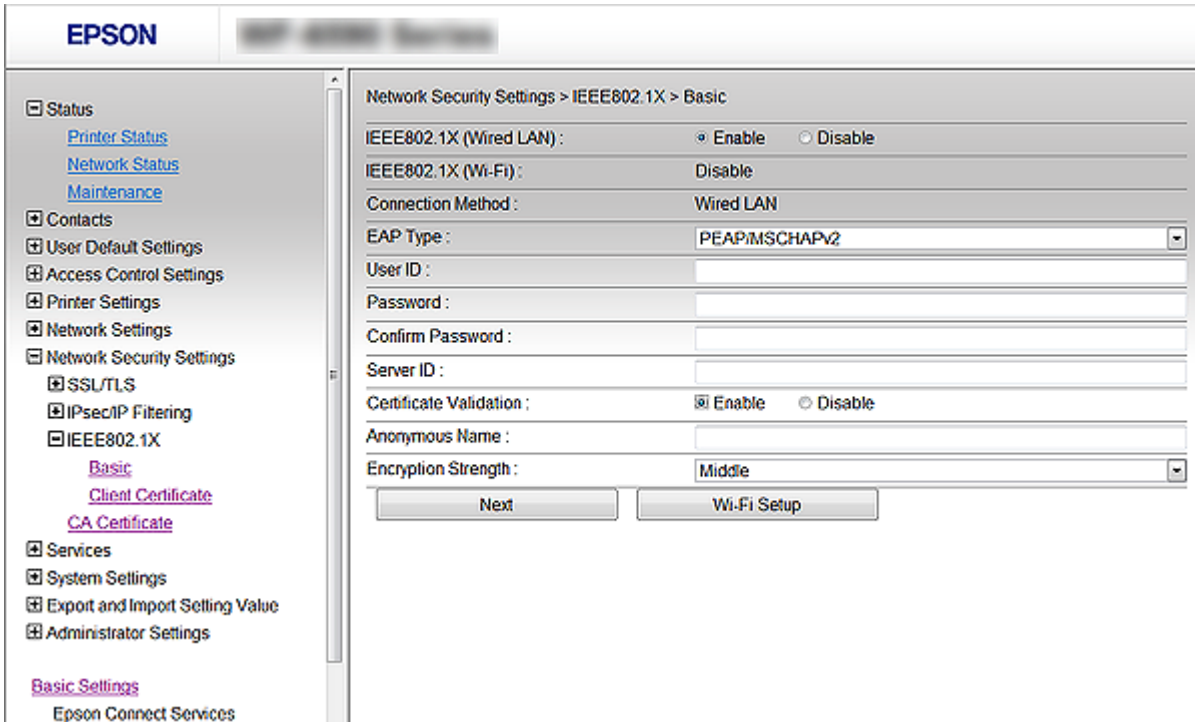 EPSON
Status
Printer Status
Network Status
Maintenance
Contacts
User Default Settings
Access Control Settings
Printer Settings
Network Settings
Network Security Settings
SSL/TLS
IPsec/IP Filtering
IEEE802.1X
Basic
Client Certificate
CA Certificate
Services
System Settings
Export and Import Setting Value
Administrator Settings
Basic Settings
Epson Connect Services
Network Security Settings > IEEE802.1X > Basic
IEEE802.1X (Wired LAN) : Enable Disable
IEEE802.1X (Wi-Fi) : Disable
Connection Method : Wired LAN
EAP Type : PEAP/MSCHAPv2
User ID :
Password :
Confirm Password :
Server ID :
Certificate Validation : Enable Disable
Anonymous Name :
Encryption Strength : Middle
Next Wi-Fi Setup